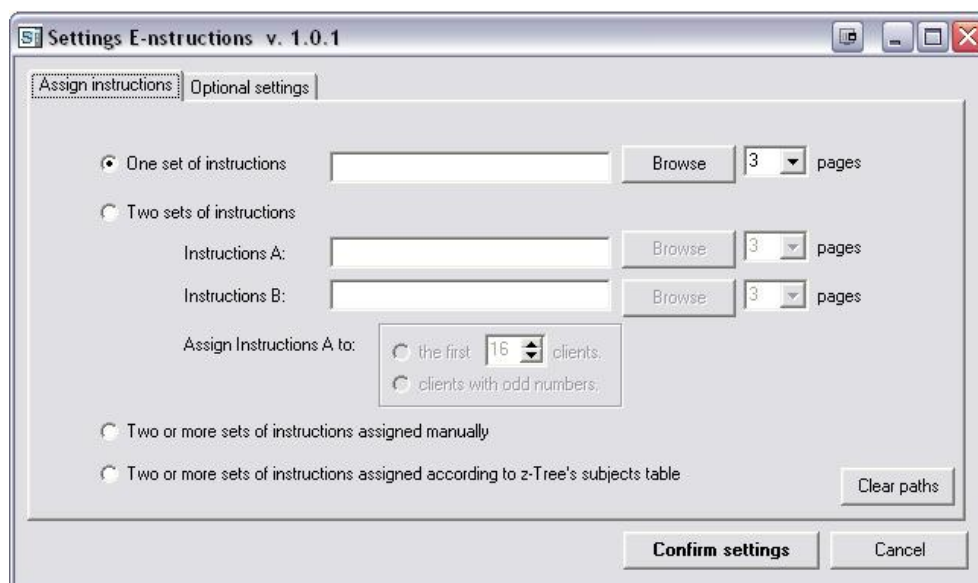 Settings E-nstructions v. 1.0.1
Assign instructions Optional settings
One set of instructions Browse 3 pages
Two sets of instructions
Instructions A: Browse 3 pages
Instructions B: Browse 3 pages
Assign Instructions A to: the first 16 clients.
clients with odd numbers;
Two or more sets of instructions assigned manually
Two or more sets of instructions assigned according to z-Tree's subjects table
Clear paths
Confirm settings Cancel